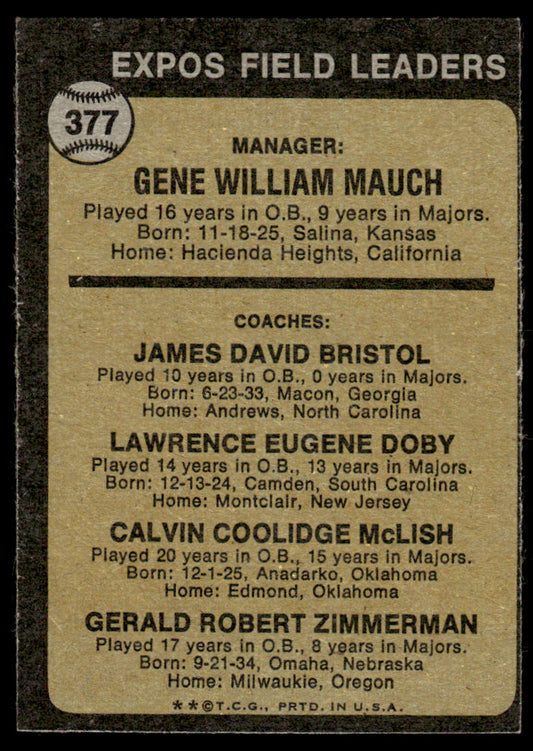 EXPOS FIELD LEADERS
377
MANAGER:
GENE WILLIAM MAUCH
Played 16 years in O.B., 9 years in Majors.
Born: 11-18-25, Salina, Kansas
Home: Hacienda Heights, California
COACHES:
JAMES DAVID BRISTOL
Played 10 years in O.B., 0 years in Majors.
Born: 6-23-33, Macon, Georgia
Home: Andrews, North Carolina
LAWRENCE EUGENE DOBY
Played 14 years in O.B., 13 years in Majors.
Born: 12-13-24, Camden, South Carolina
Home: Montclair, New Jersey
CALVIN COOLIDGE McLISH
Played 20 years in O.B., 15 years in Majors.
Born: 12-1-25, Anadarko, Oklahoma
Home: Edmond, Oklahoma
GERALD ROBERT ZIMMERMAN
Played 17 years in O.B., 8 years in Majors.
Born: 9-21-34, Omaha, Nebraska
Home: Milwaukie, Oregon
**©T.C.G., PRTD. IN U.S.A.